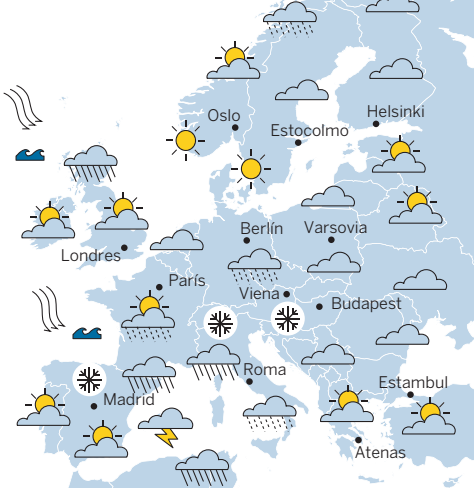 Oslo
Helsinki
Estocolmo
Berlín
Varsovia
Londres
París
Viena
Budapest
Roma
Estambul
Madrid
Atenas